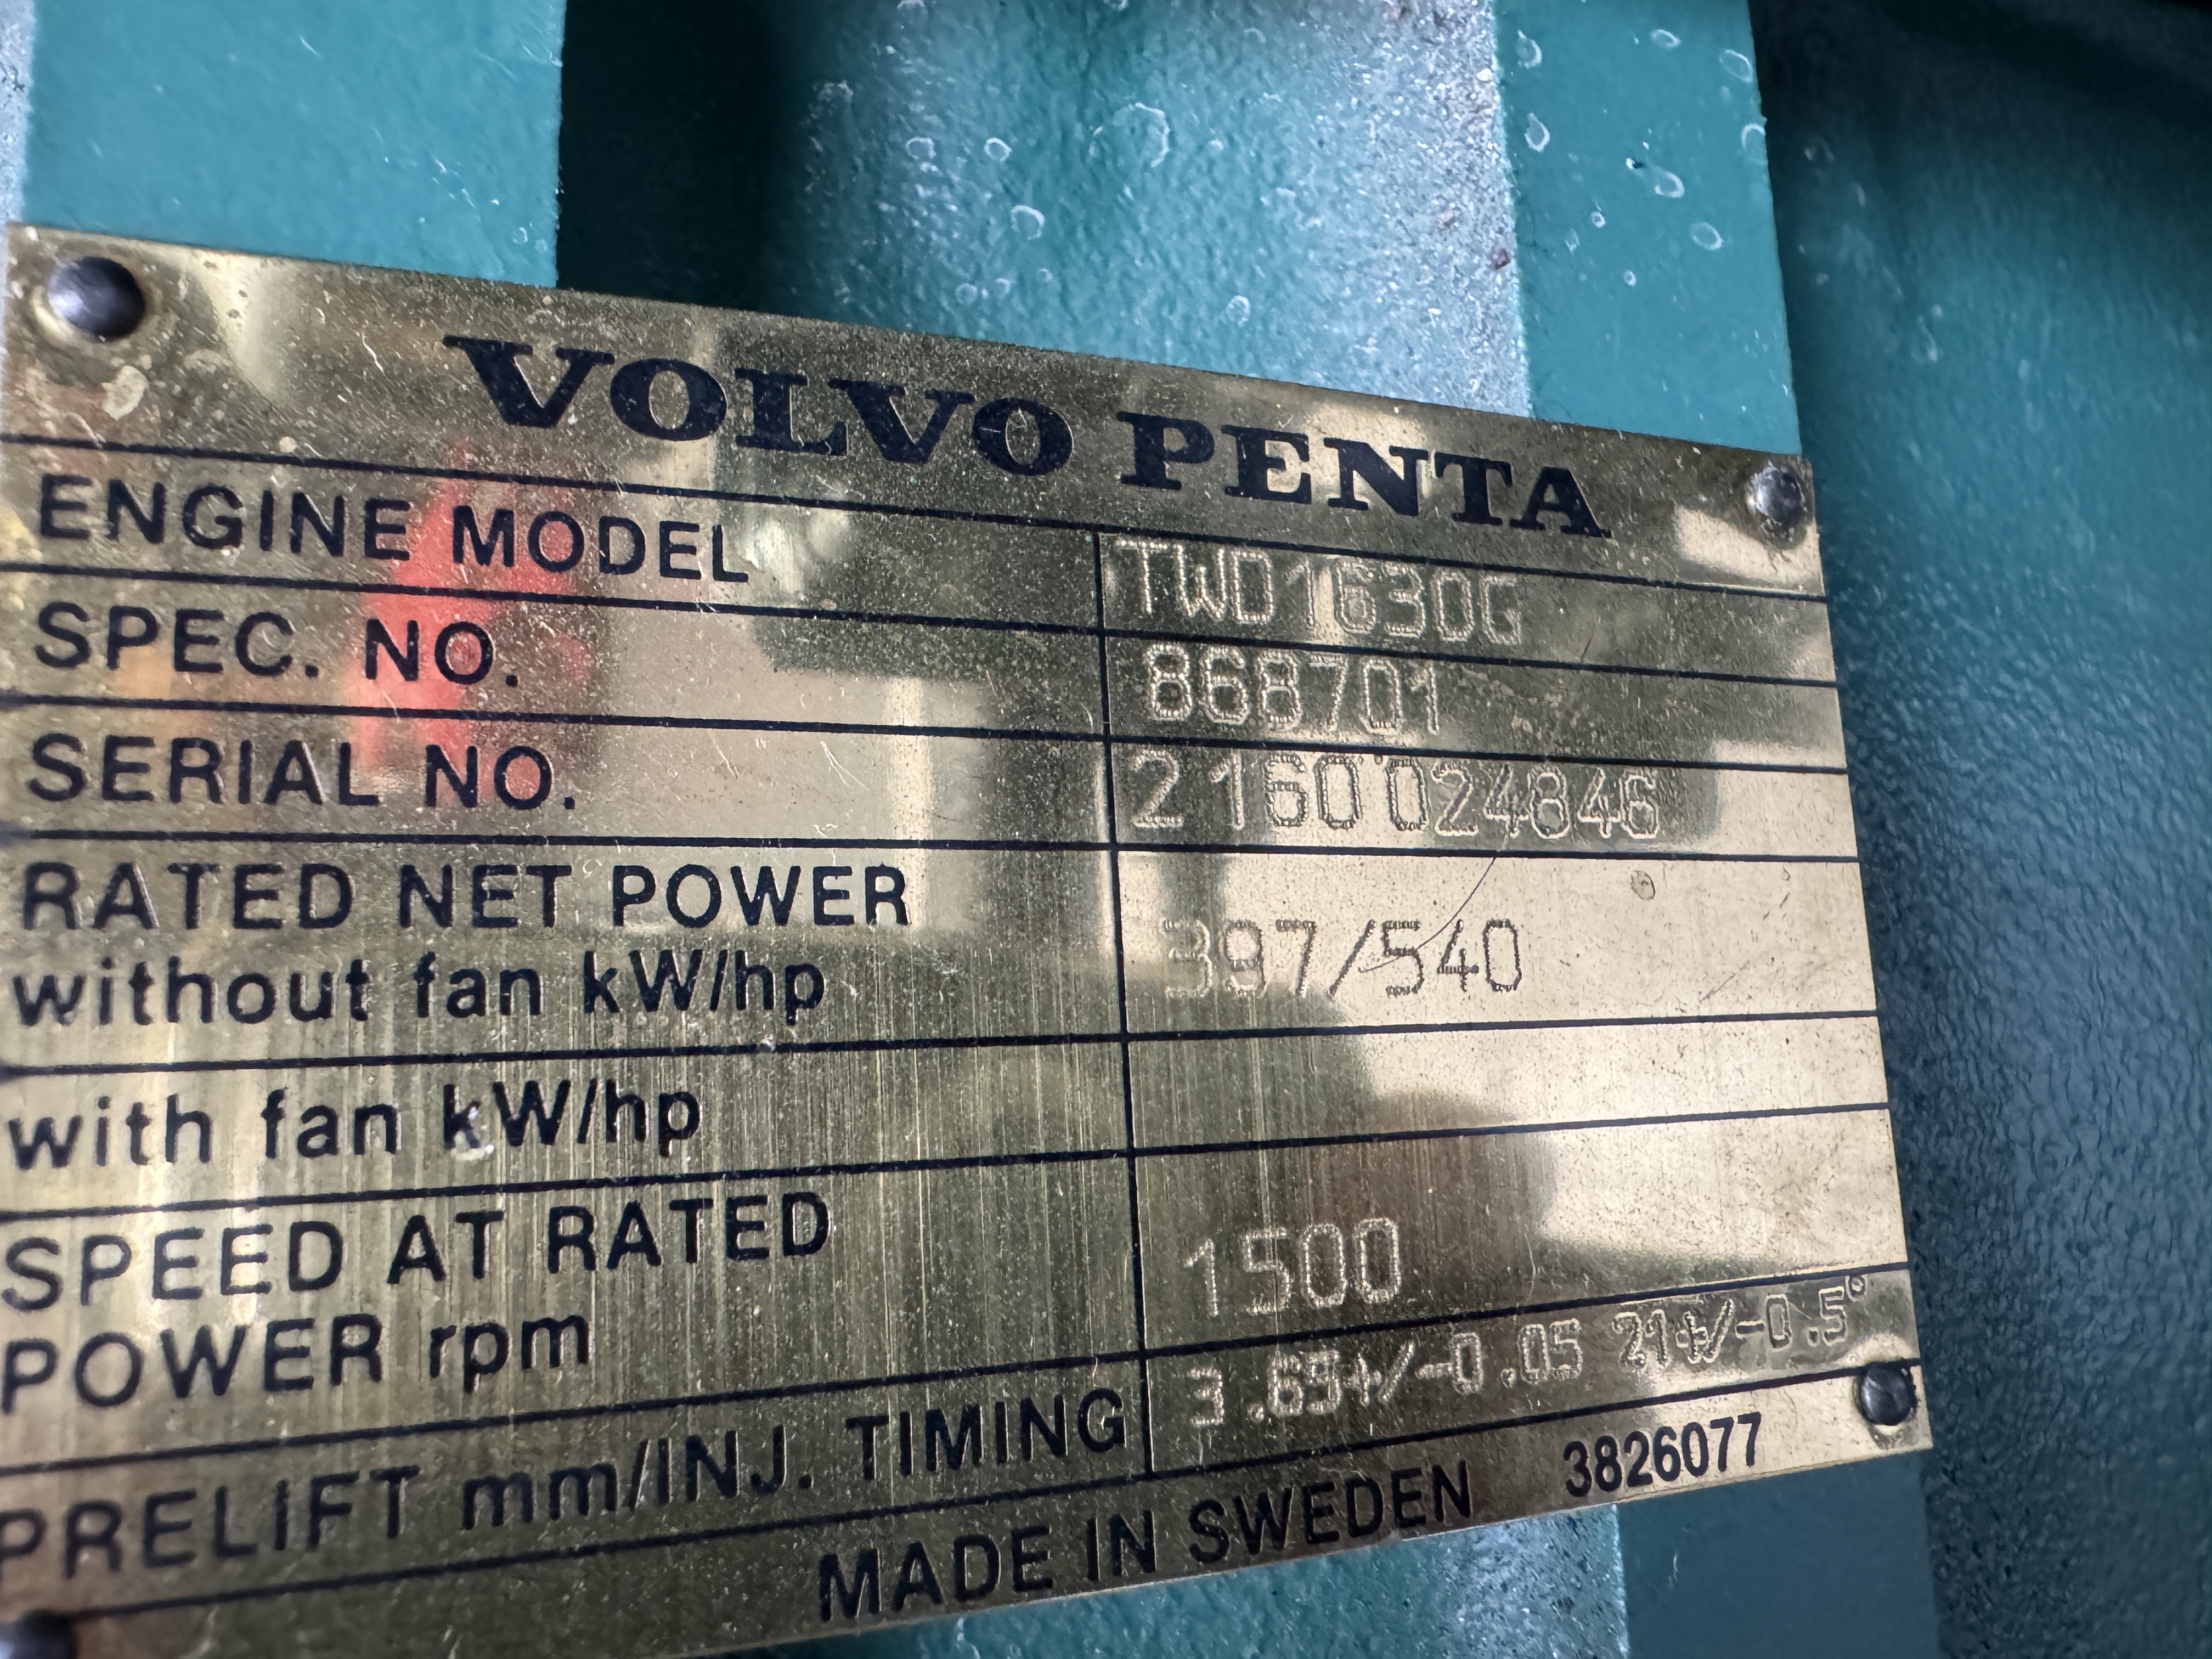 VOLVO PENTA
ENGINE MODEL TWD1630G
SPEC. NO. 868701
SERIAL NO. 2160024846
RATED NET POWER
without fan kW/hp 397/540
with fan kW/hp
SPEED AT RATED
POWER rpm 1500
PRELIFT mm/INJ. TIMING 3.69+/-0.05 21+/-0.5°
MADE IN SWEDEN 3826077